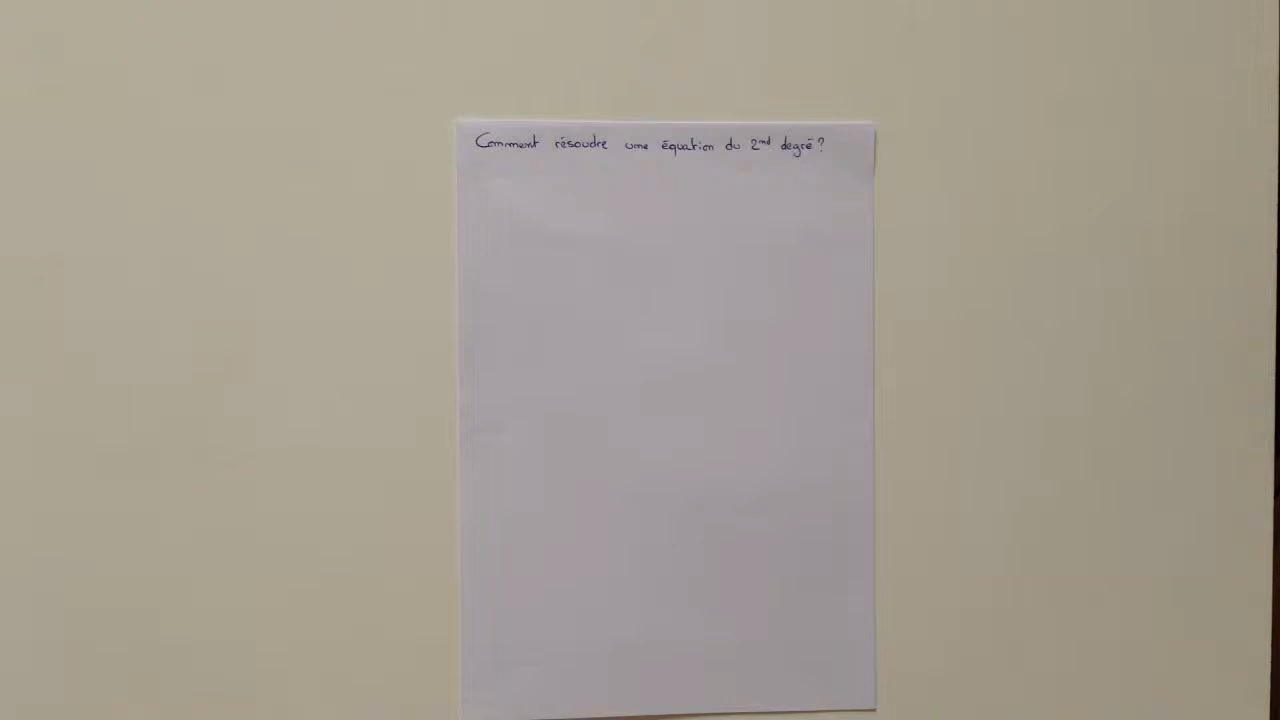 Comment résoudre une équation du 2nd degré ?